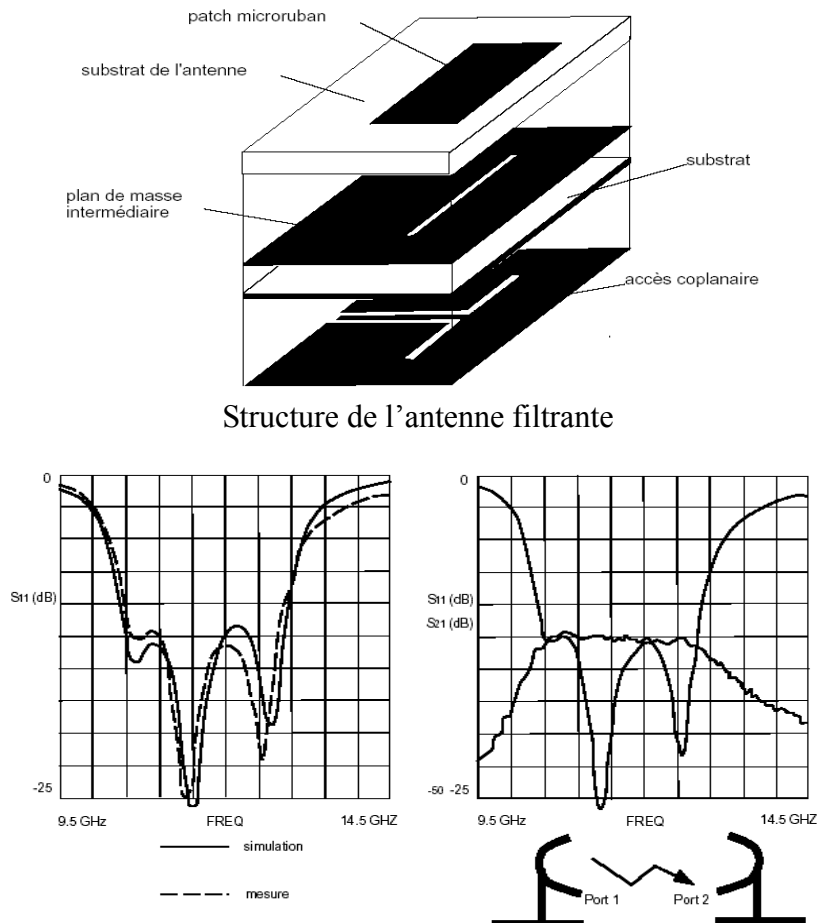 patch microruban
substrat de l'antenne
substrat
plan de masse
intermédiaire
accès coplanaire
Structure de l’antenne filtrante
0
S11 (dB)
-25
9.5 GHz
FREQ
14.5 GHZ
simulation
mesure
0
S11 (dB)
S21 (dB)
-50 -25
9.5 GHz
FREQ
14.5 GHZ
Port 1
Port 2